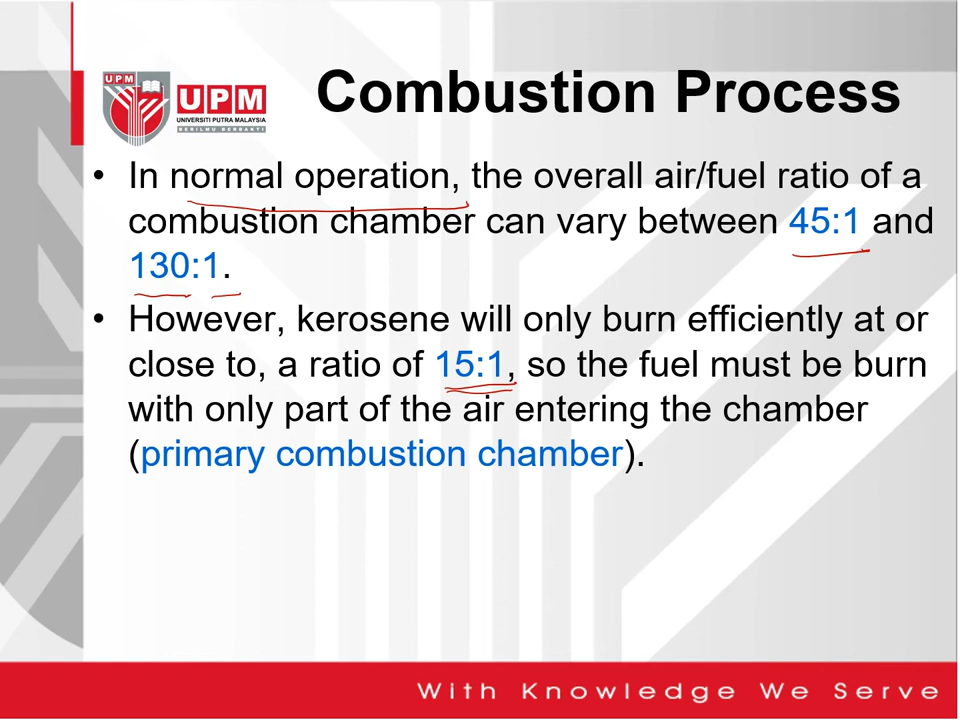 UPM
UPM
UNIVERSITI PUTRA MALAYSIA
BERILMU BERBAKTI
Combustion Process
• In normal operation, the overall air/fuel ratio of a
combustion chamber can vary between 45:1 and
130:1.
• However, kerosene will only burn efficiently at or
close to, a ratio of 15:1, so the fuel must be burn
with only part of the air entering the chamber
(primary combustion chamber).
With Knowledge We Serve